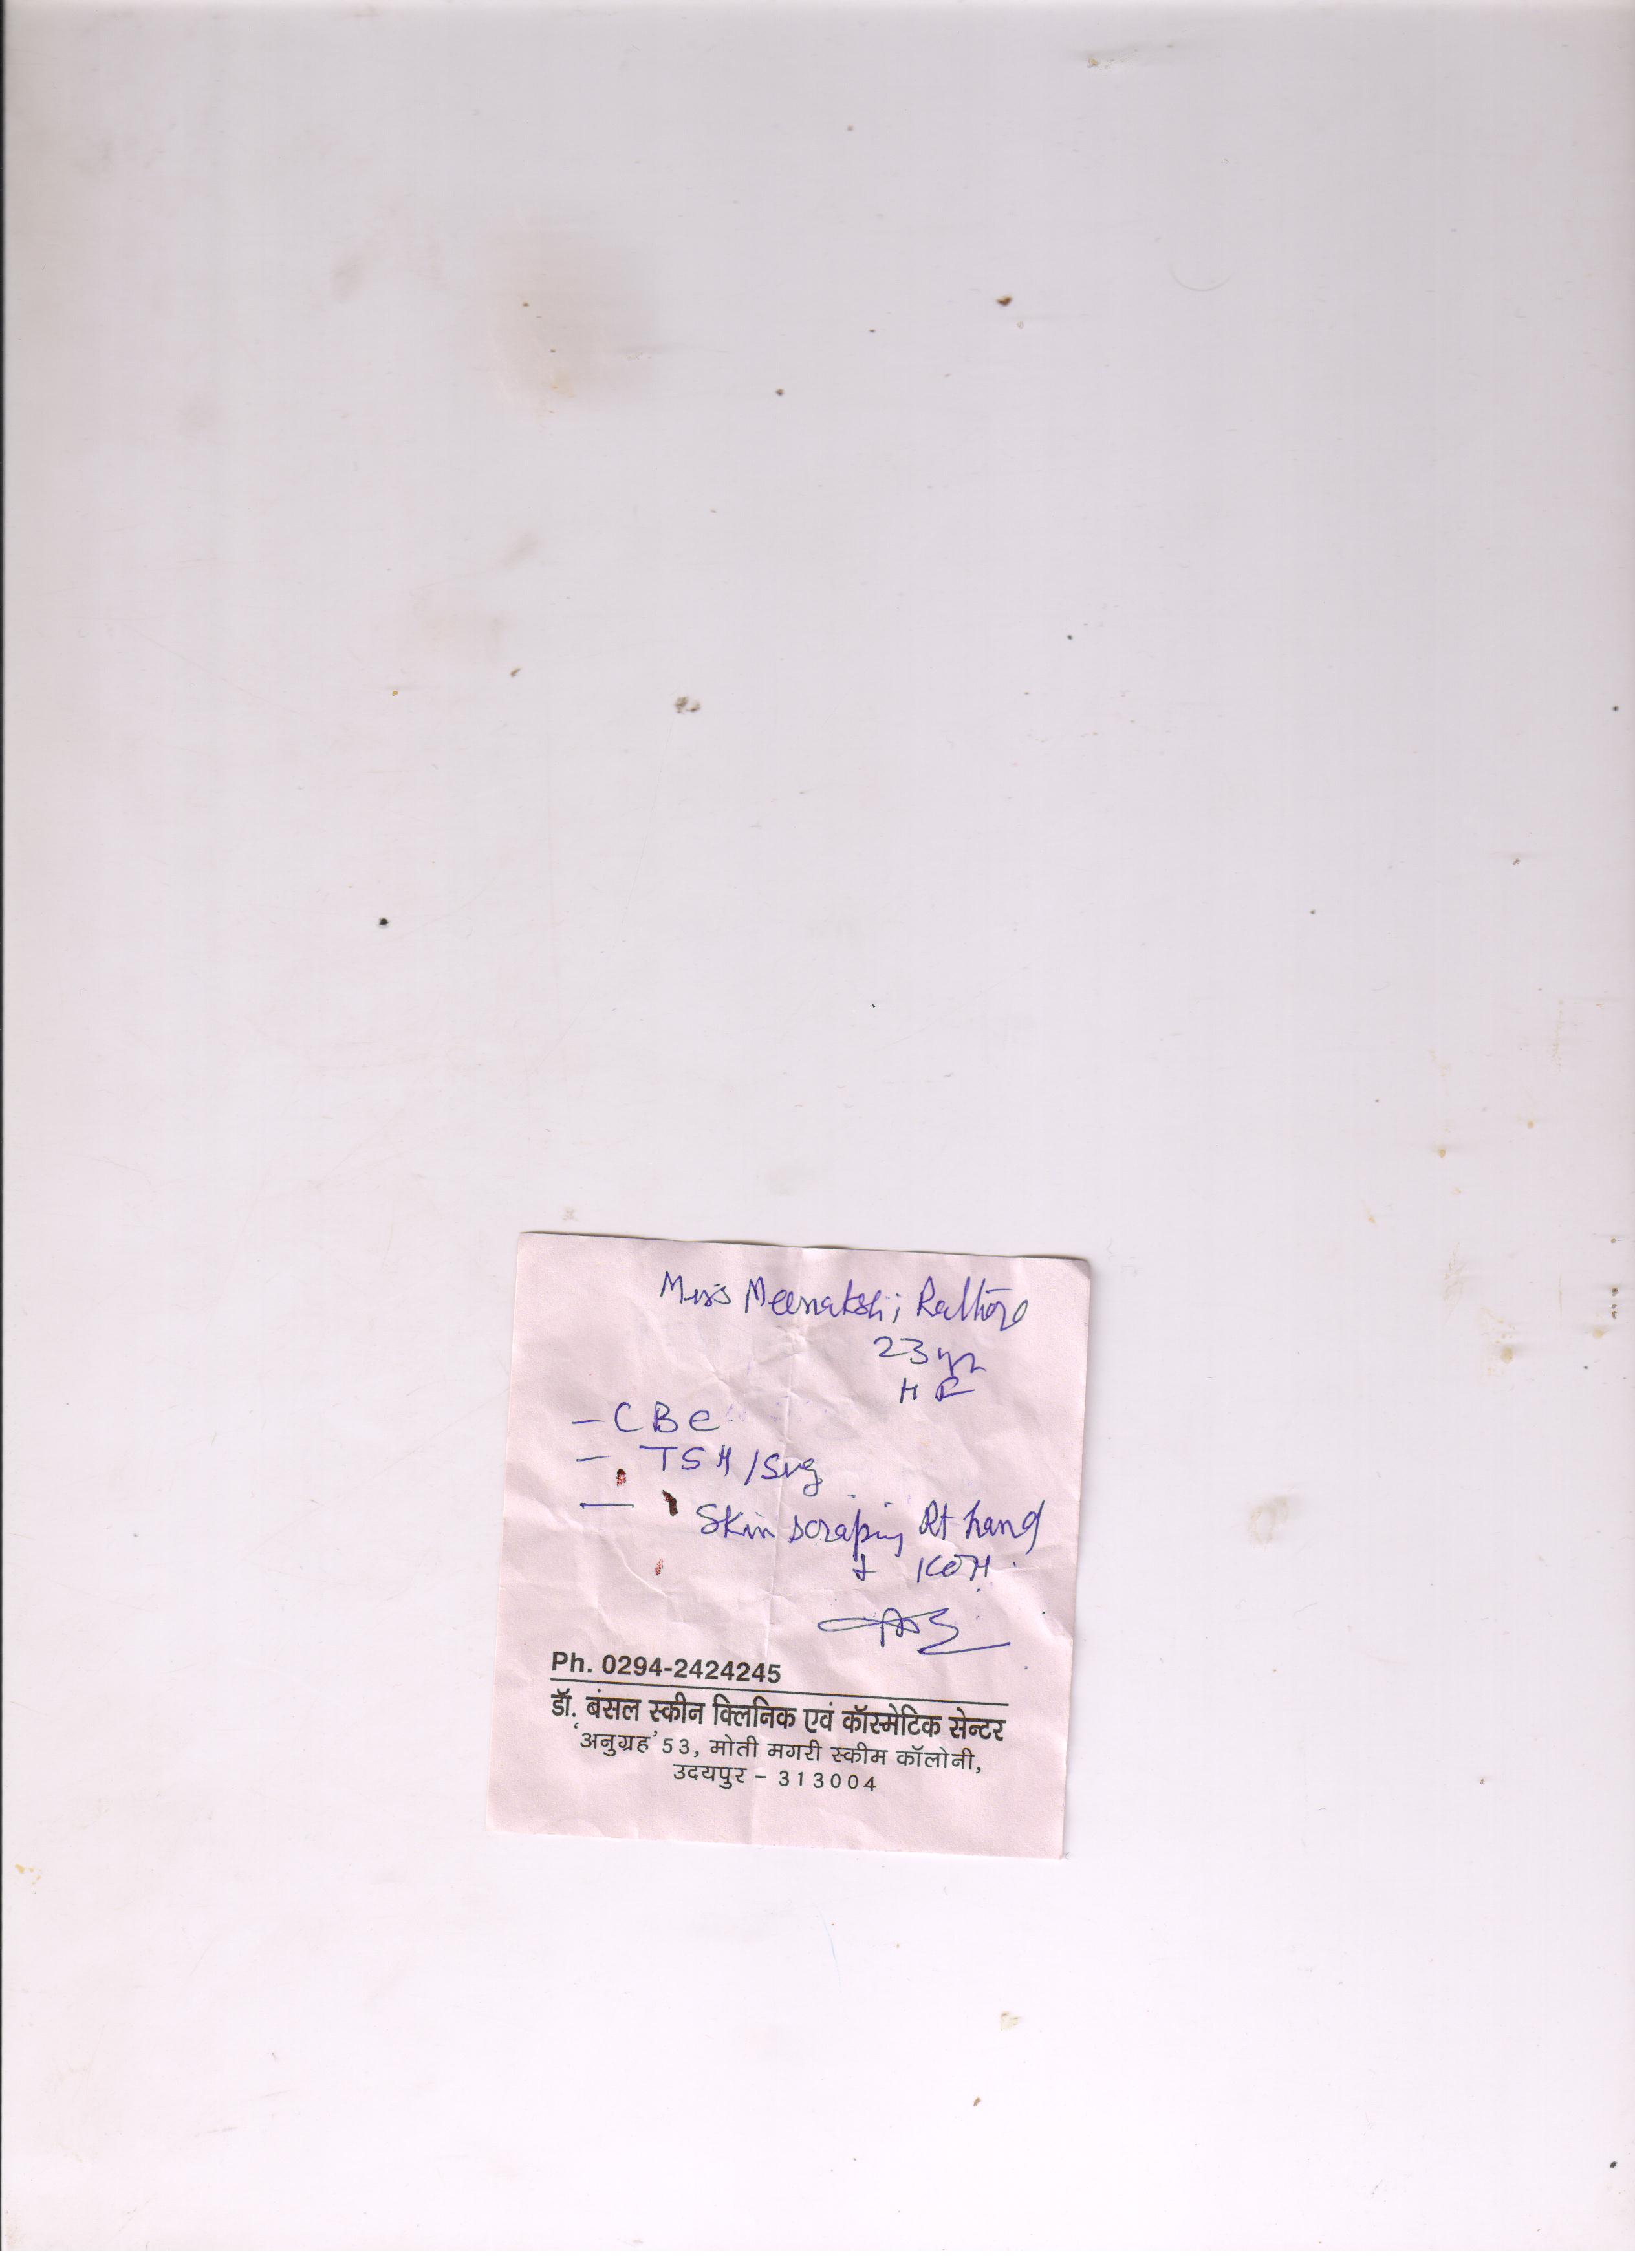 Miss Meenakshi Rathore
23 yr
H F
- CBC
- TSH / Sug
- Skin scraping Rt hand
+ KOH
Ph. 0294-2424245
डॉ. बंसल स्कीन क्लिनिक एवं कॉस्मेटिक सेन्टर
'अनुग्रह' 53, मोती मगरी स्कीम कॉलोनी,
उदयपुर - 313004